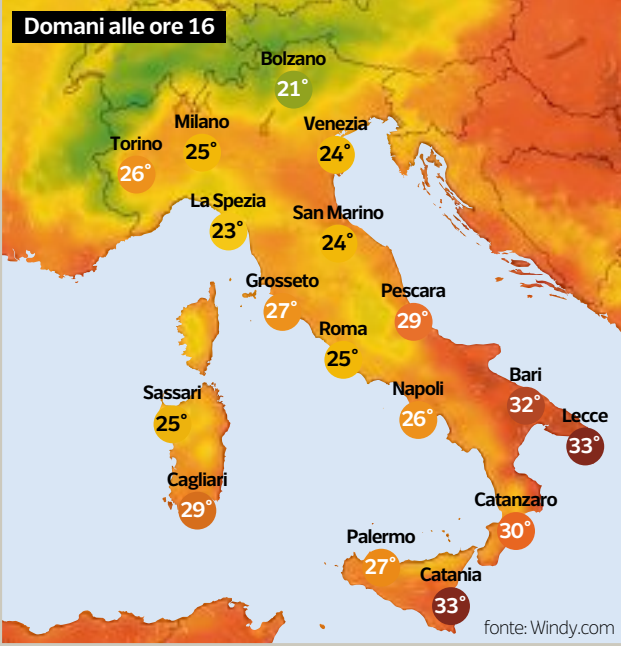 Domani alle ore 16
Bolzano
21°
Milano
25°
Venezia
24°
Torino
26°
La Spezia
23°
San Marino
24°
Grosseto
27°
Pescara
29°
Roma
25°
Napoli
26°
Bari
32°
Lecce
33°
Sassari
25°
Cagliari
29°
Catanzaro
30°
Palermo
27°
Catania
33°
fonte: Windy.com